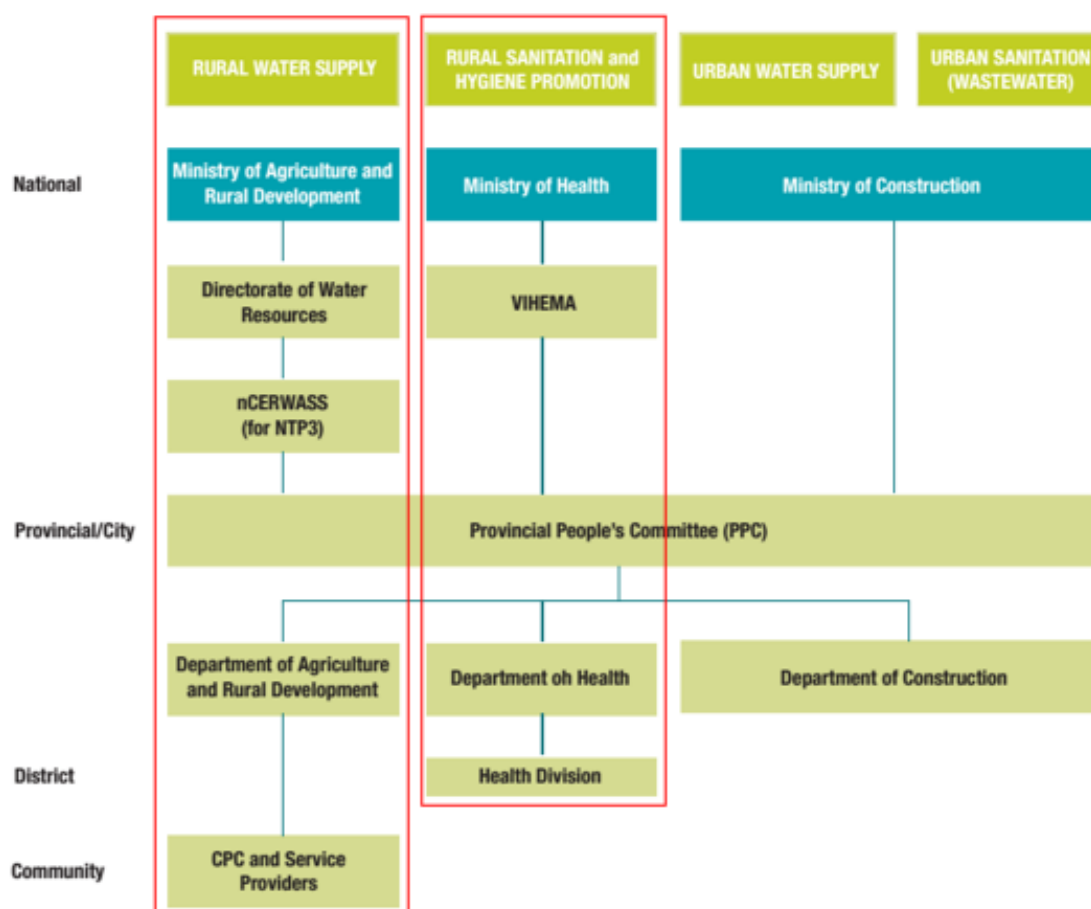 RURAL WATER SUPPLY
RURAL SANITATION and
HYGIENE PROMOTION
URBAN WATER SUPPLY
URBAN SANITATION
(WASTEWATER)
National
Ministry of Agriculture and
Rural Development
Ministry of Health
Ministry of Construction
Directorate of Water
Resources
VIHEMA
nCERWASS
(for NTP3)
Provincial/City
Provincial People's Committee (PPC)
Department of Agriculture
and Rural Development
Department oh Health
Department of Construction
District
Health Division
Community
CPC and Service
Providers